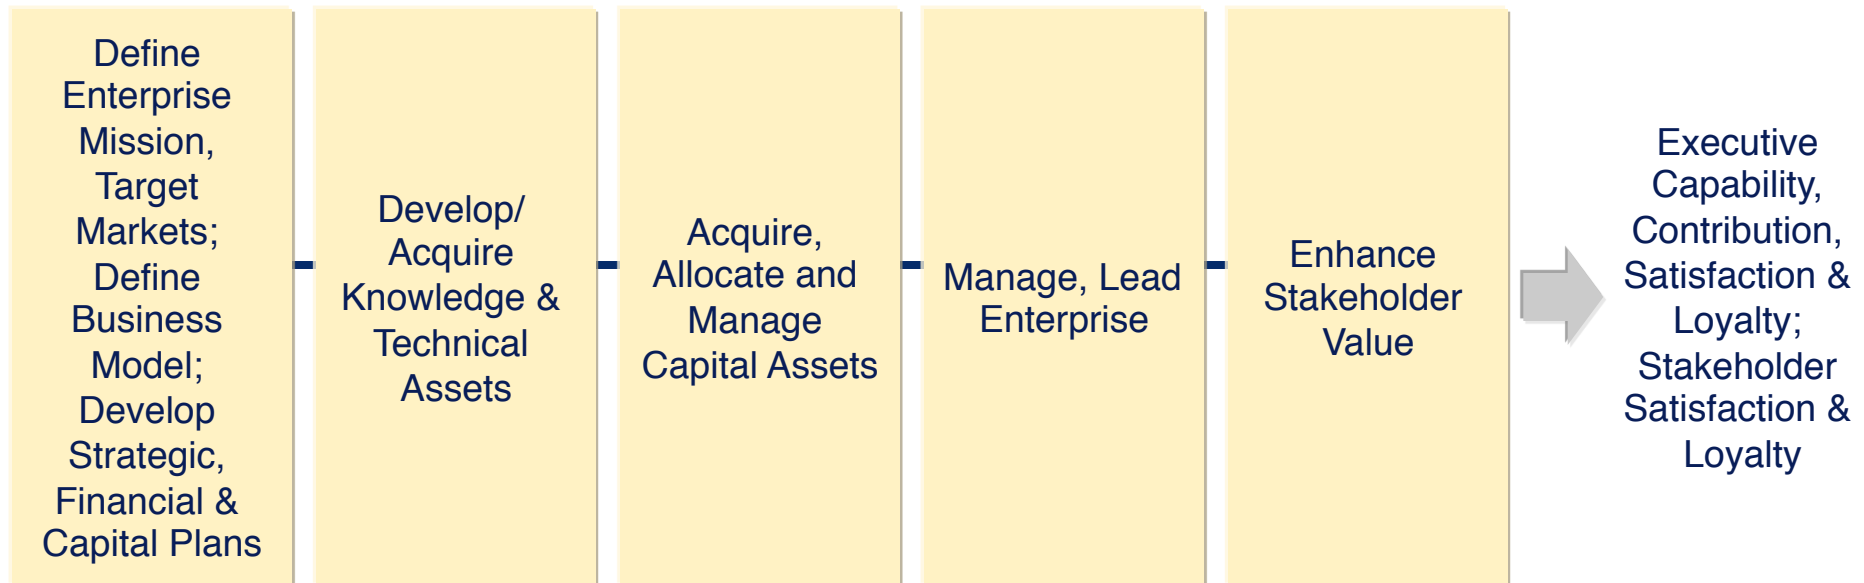 Define
Enterprise
Mission,
Target
Markets;
Define
Business
Model;
Develop
Strategic,
Financial &
Capital Plans
Develop/
Acquire
Knowledge &
Technical
Assets
Acquire,
Allocate and
Manage
Capital Assets
Manage, Lead
Enterprise
Enhance
Stakeholder
Value
Executive
Capability,
Contribution,
Satisfaction &
Loyalty;
Stakeholder
Satisfaction &
Loyalty